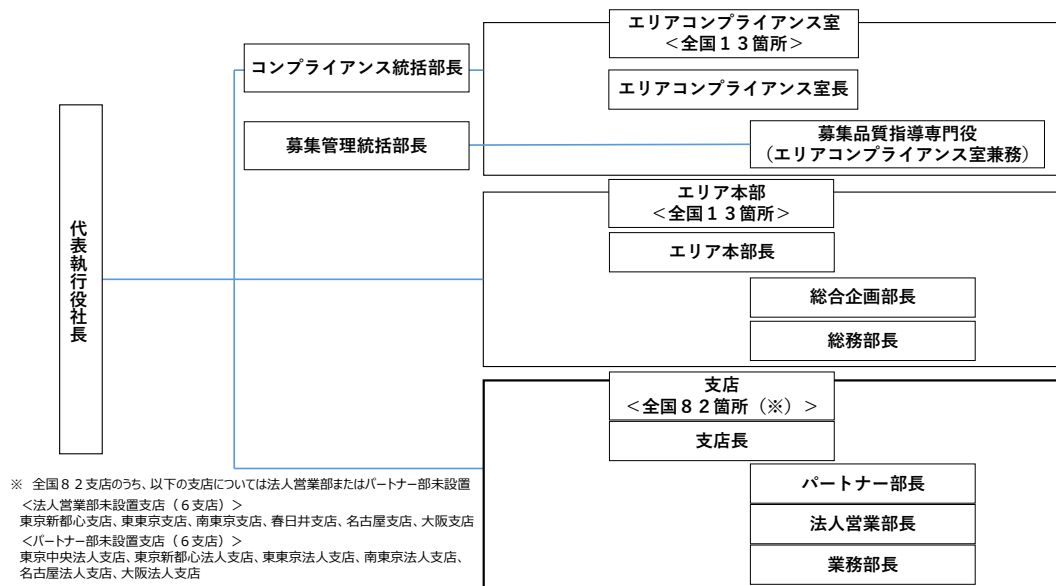 エリアコンプライアンス室
<全国１３箇所>
コンプライアンス統括部長
エリアコンプライアンス室長
募集管理統括部長
募集品質指導専門役
（エリアコンプライアンス室兼務）
代表執行役社長
エリア本部
<全国１３箇所>
エリア本部長
総合企画部長
総務部長
支店
<全国８２箇所（※）>
支店長
パートナー部長
法人営業部長
業務部長
※　全国８２支店のうち、以下の支店については法人営業部またはパートナー部未設置
<法人営業部未設置支店（６支店）>
東京新都心支店、東東京支店、南東京支店、春日井支店、名古屋支店、大阪支店
<パートナー部未設置支店（６支店）>
東京中央法人支店、東京新都心法人支店、東東京法人支店、南東京法人支店、
名古屋法人支店、大阪法人支店